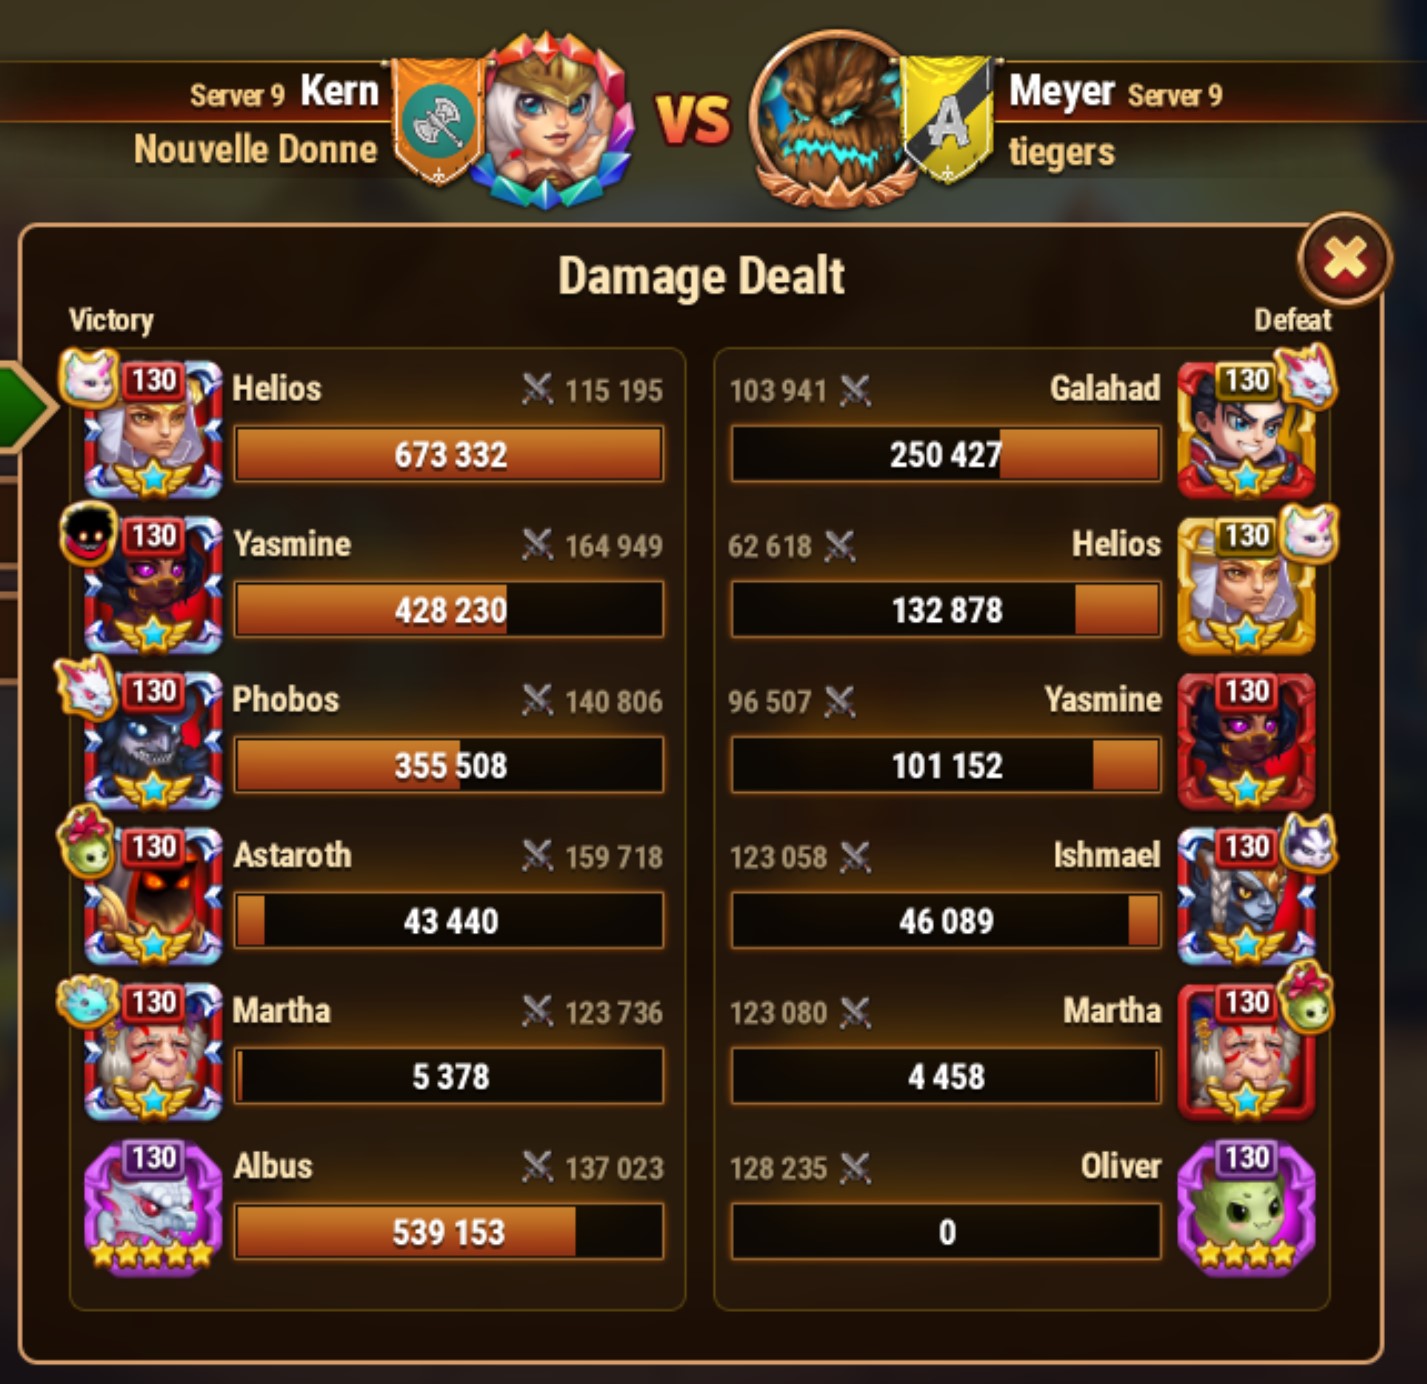 Server 9 Kern
Nouvelle Donne
VS
A
Meyer Server 9
tiegers
Damage Dealt
Victory
Defeat
130 Helios 115 195
673 332
103 941 Galahad 130
250 427
130 Yasmine 164 949
428 230
62 618 Helios 130
132 878
130 Phobos 140 806
355 508
96 507 Yasmine 130
101 152
130 Astaroth 159 718
43 440
123 058 Ishmael 130
46 089
130 Martha 123 736
5 378
123 080 Martha 130
4 458
130 Albus 137 023
539 153
128 235 Oliver 130
0